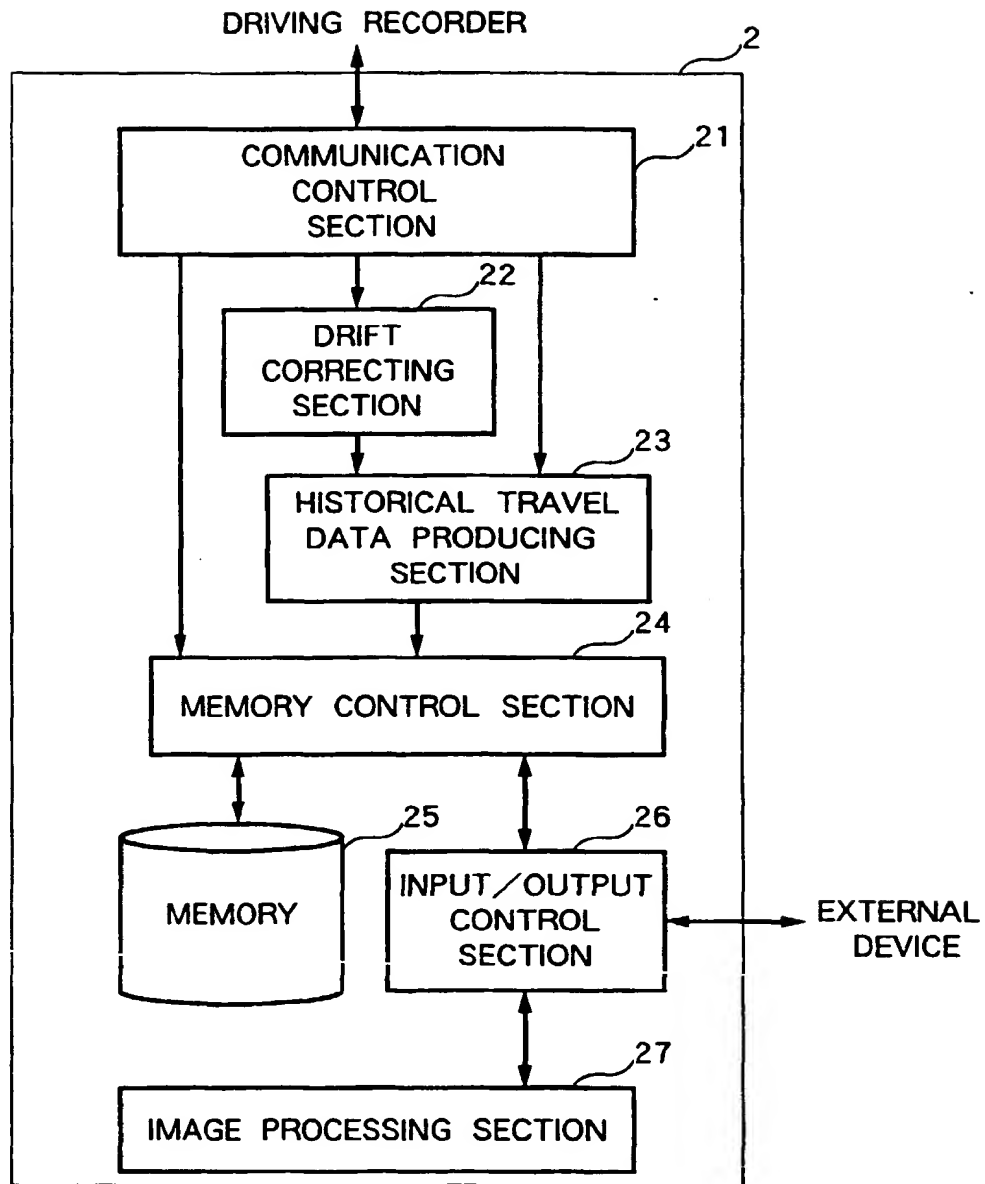 DRIVING RECORDER
2
COMMUNICATION
CONTROL
SECTION
21
22
DRIFT
CORRECTING
SECTION
23
HISTORICAL TRAVEL
DATA PRODUCING
SECTION
24
MEMORY CONTROL SECTION
25
MEMORY
26
INPUT/OUTPUT
CONTROL
SECTION
EXTERNAL
DEVICE
27
IMAGE PROCESSING SECTION